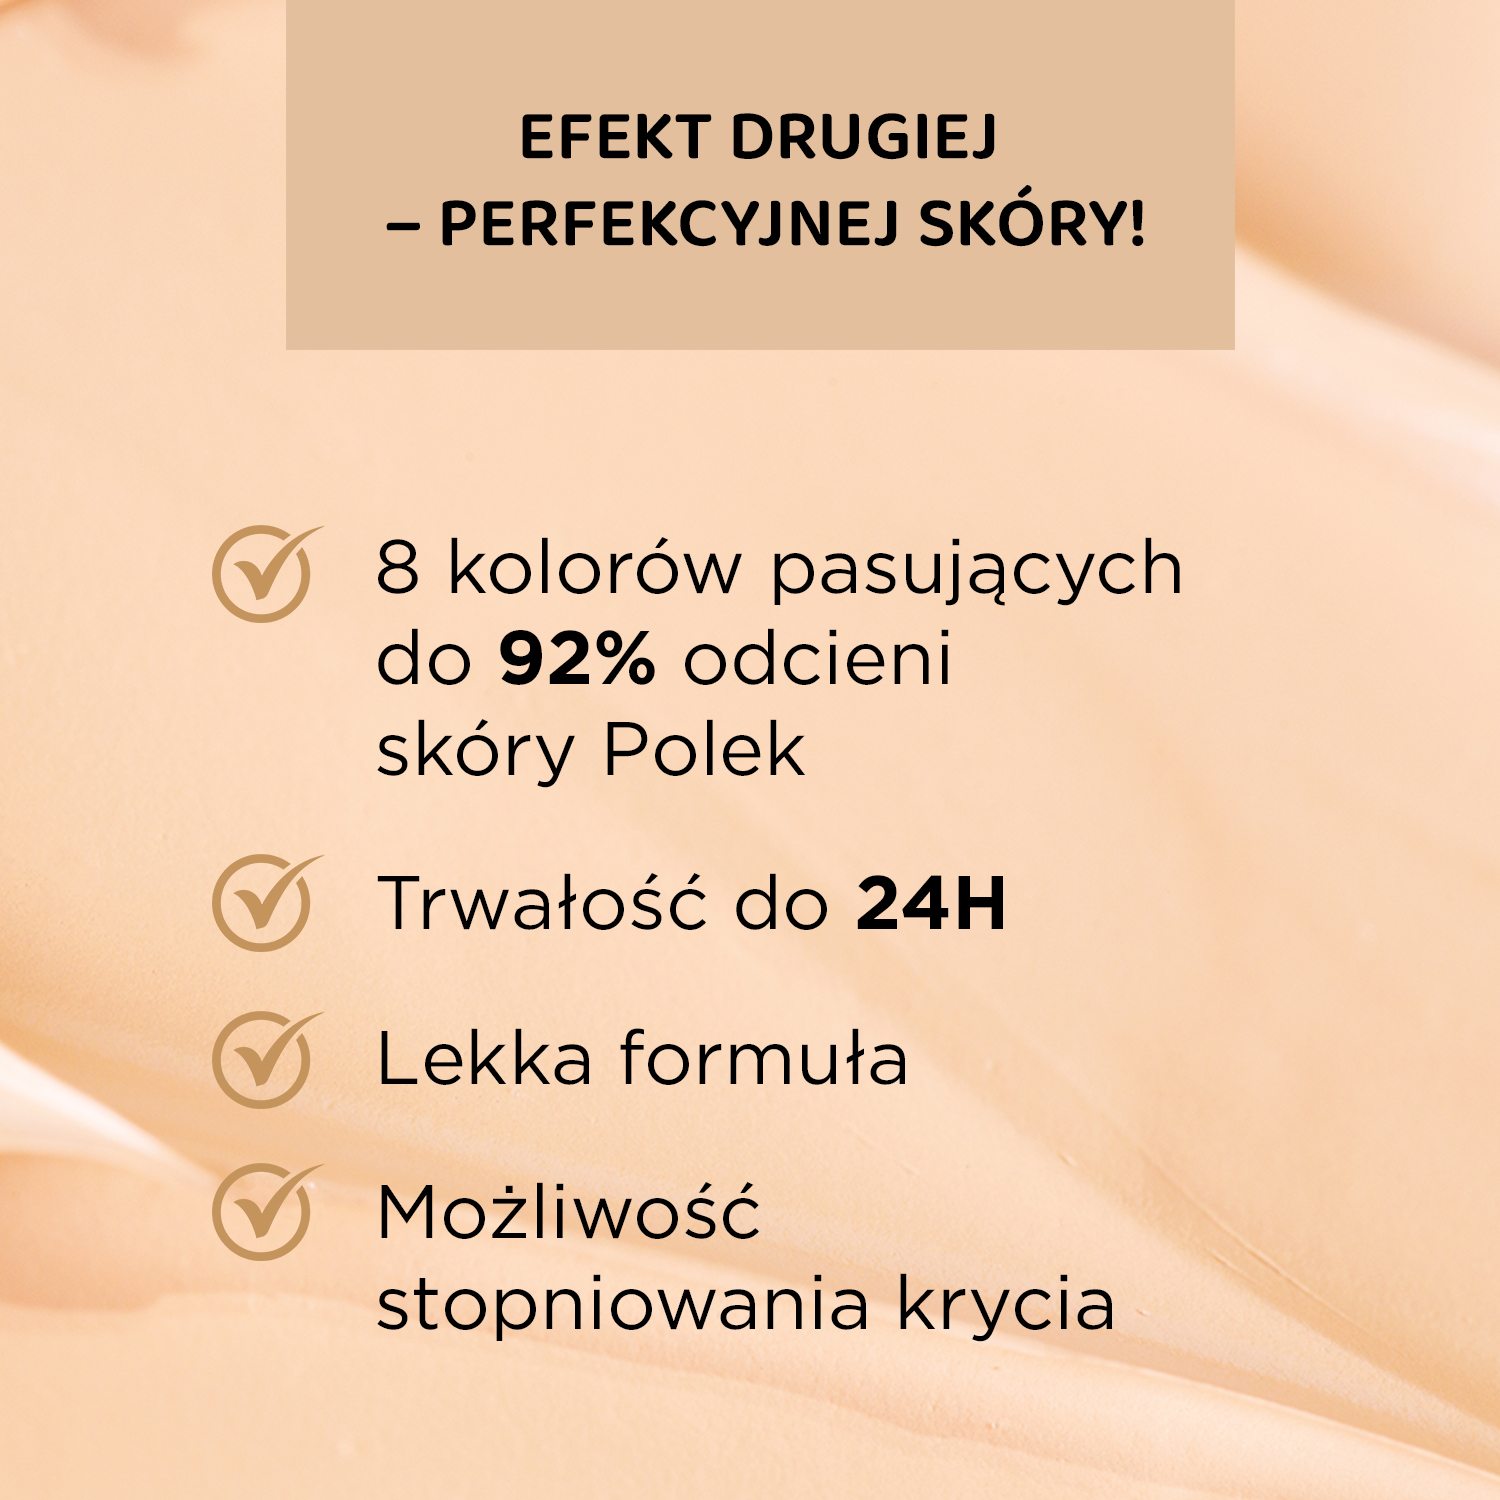 EFEKT DRUGIEJ
– PERFEKCYJNEJ SKÓRY!
8 kolorów pasujących
do 92% odcieni
skóry Polek
Trwałość do 24H
Lekka formuła
Możliwość
stopniowania krycia